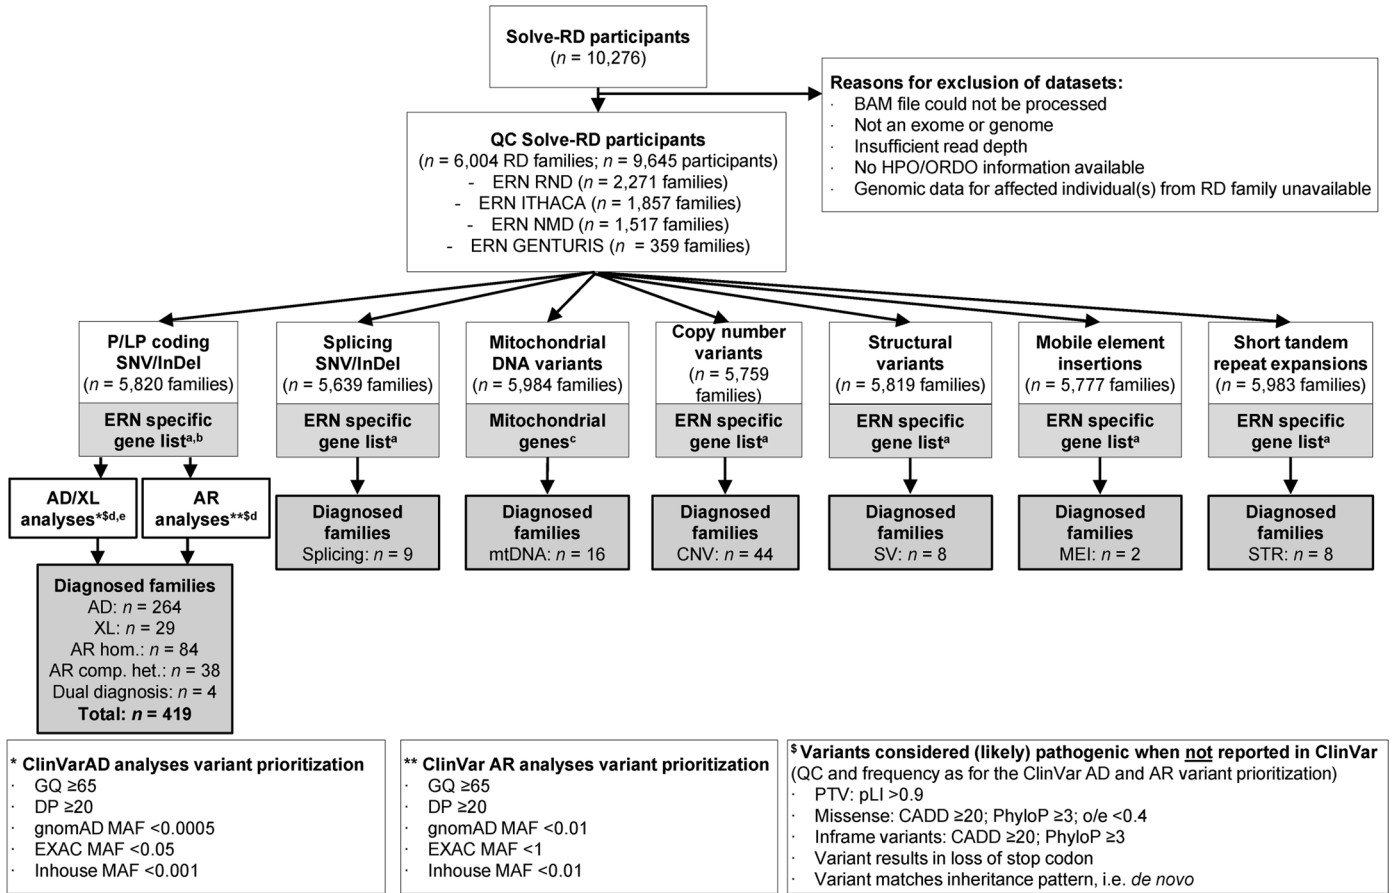 Solve-RD participants
(n = 10,276)
Reasons for exclusion of datasets:
· BAM file could not be processed
· Not an exome or genome
· Insufficient read depth
· No HPO/ORDO information available
· Genomic data for affected individual(s) from RD family unavailable
QC Solve-RD participants
(n = 6,004 RD families; n = 9,645 participants)
- ERN RND (n = 2,271 families)
- ERN ITHACA (n = 1,857 families)
- ERN NMD (n = 1,517 families)
- ERN GENTURIS (n = 359 families)
P/LP coding
SNV/InDel
(n = 5,820 families)
ERN specific
gene list^a,b
AD/XL
analyses*$d,e
AR
analyses**$d
Diagnosed families
AD: n = 264
XL: n = 29
AR hom.: n = 84
AR comp. het.: n = 38
Dual diagnosis: n = 4
Total: n = 419
Splicing
SNV/InDel
(n = 5,639 families)
ERN specific
gene list^a
Diagnosed
families
Splicing: n = 9
Mitochondrial
DNA variants
(n = 5,984 families)
Mitochondrial
genes^c
Diagnosed
families
mtDNA: n = 16
Copy number
variants
(n = 5,759
families)
ERN specific
gene list^a
Diagnosed
families
CNV: n = 44
Structural
variants
(n = 5,819 families)
ERN specific
gene list^a
Diagnosed
families
SV: n = 8
Mobile element
insertions
(n = 5,777 families)
ERN specific
gene list^a
Diagnosed
families
MEI: n = 2
Short tandem
repeat expansions
(n = 5,983 families)
ERN specific
gene list^a
Diagnosed
families
STR: n = 8
* ClinVarAD analyses variant prioritization
· GQ ≥65
· DP ≥20
· gnomAD MAF <0.0005
· EXAC MAF <0.05
· Inhouse MAF <0.001
** ClinVar AR analyses variant prioritization
· GQ ≥65
· DP ≥20
· gnomAD MAF <0.01
· EXAC MAF <1
· Inhouse MAF <0.01
$ Variants considered (likely) pathogenic when not reported in ClinVar
(QC and frequency as for the ClinVar AD and AR variant prioritization)
· PTV: pLI >0.9
· Missense: CADD ≥20; PhyloP ≥3; o/e <0.4
· Inframe variants: CADD ≥20; PhyloP ≥3
· Variant results in loss of stop codon
· Variant matches inheritance pattern, i.e. de novo